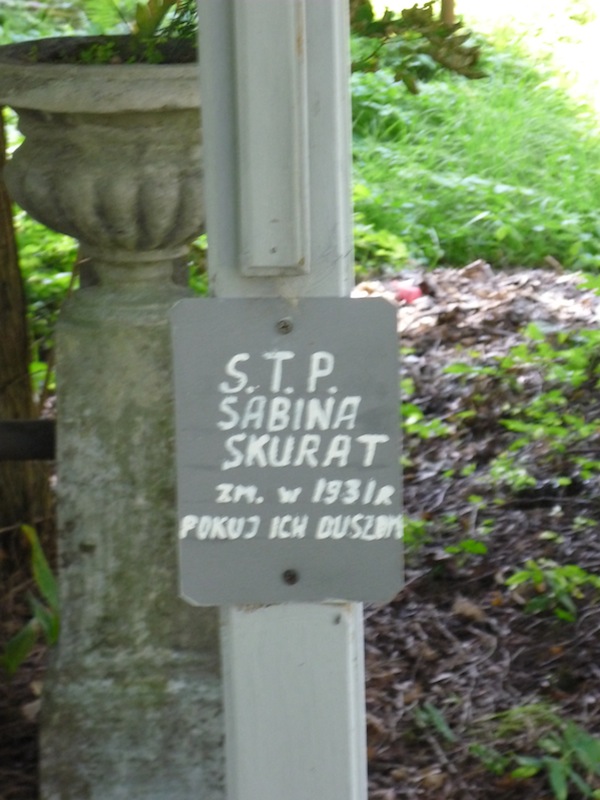 S.T.P.
SABINA
SKURAT
ZM. W 1931R
POKUJ ICH DUSZOM